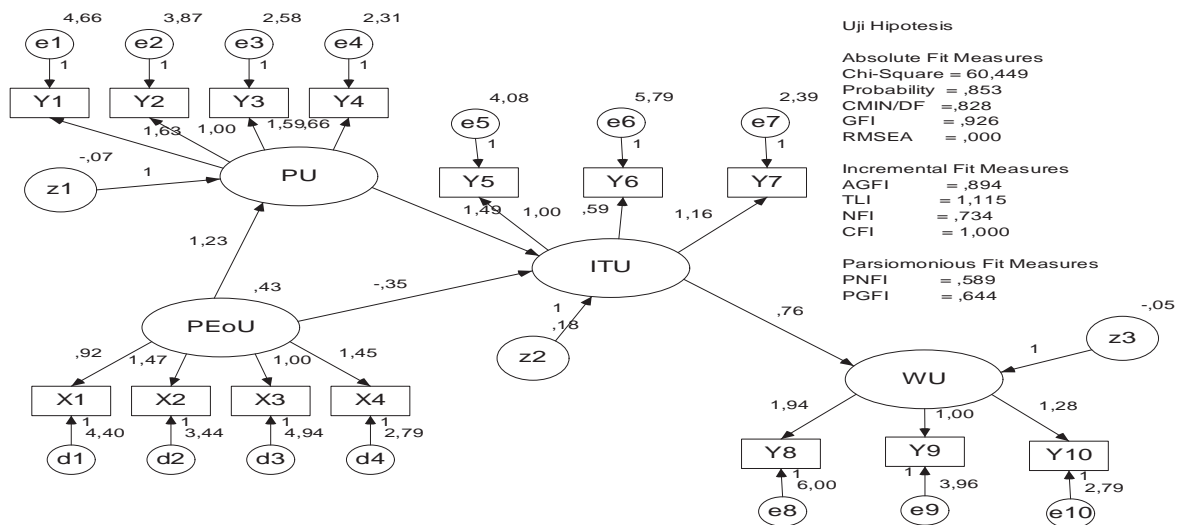 4,66 3,87 2,58 2,31
e1 e2 e3 e4
1 1 1 1
Y1 Y2 Y3 Y4
1,63 1,00 1,59 ,66
-,07
z1
1
PU
4,08 5,79 2,39
e5 e6 e7
1 1 1
Y5 Y6 Y7
1,49 1,00 ,59 1,16
1,23
,43
-,35
ITU
PEoU
1
,18
z2
,76
,92 1,47 1,00 1,45
X1 X2 X3 X4
1 1 1 1
4,40 3,44 4,94 2,79
d1 d2 d3 d4
-,05
z3
1
WU
1,94 1,00 1,28
Y8 Y9 Y10
1 1 1
6,00 3,96 2,79
e8 e9 e10
Uji Hipotesis
Absolute Fit Measures
Chi-Square = 60,449
Probability = ,853
CMIN/DF =,828
GFI = ,926
RMSEA = ,000
Incremental Fit Measures
AGFI = ,894
TLI = 1,115
NFI = ,734
CFI = 1,000
Parsiomonious Fit Measures
PNFI = ,589
PGFI = ,644